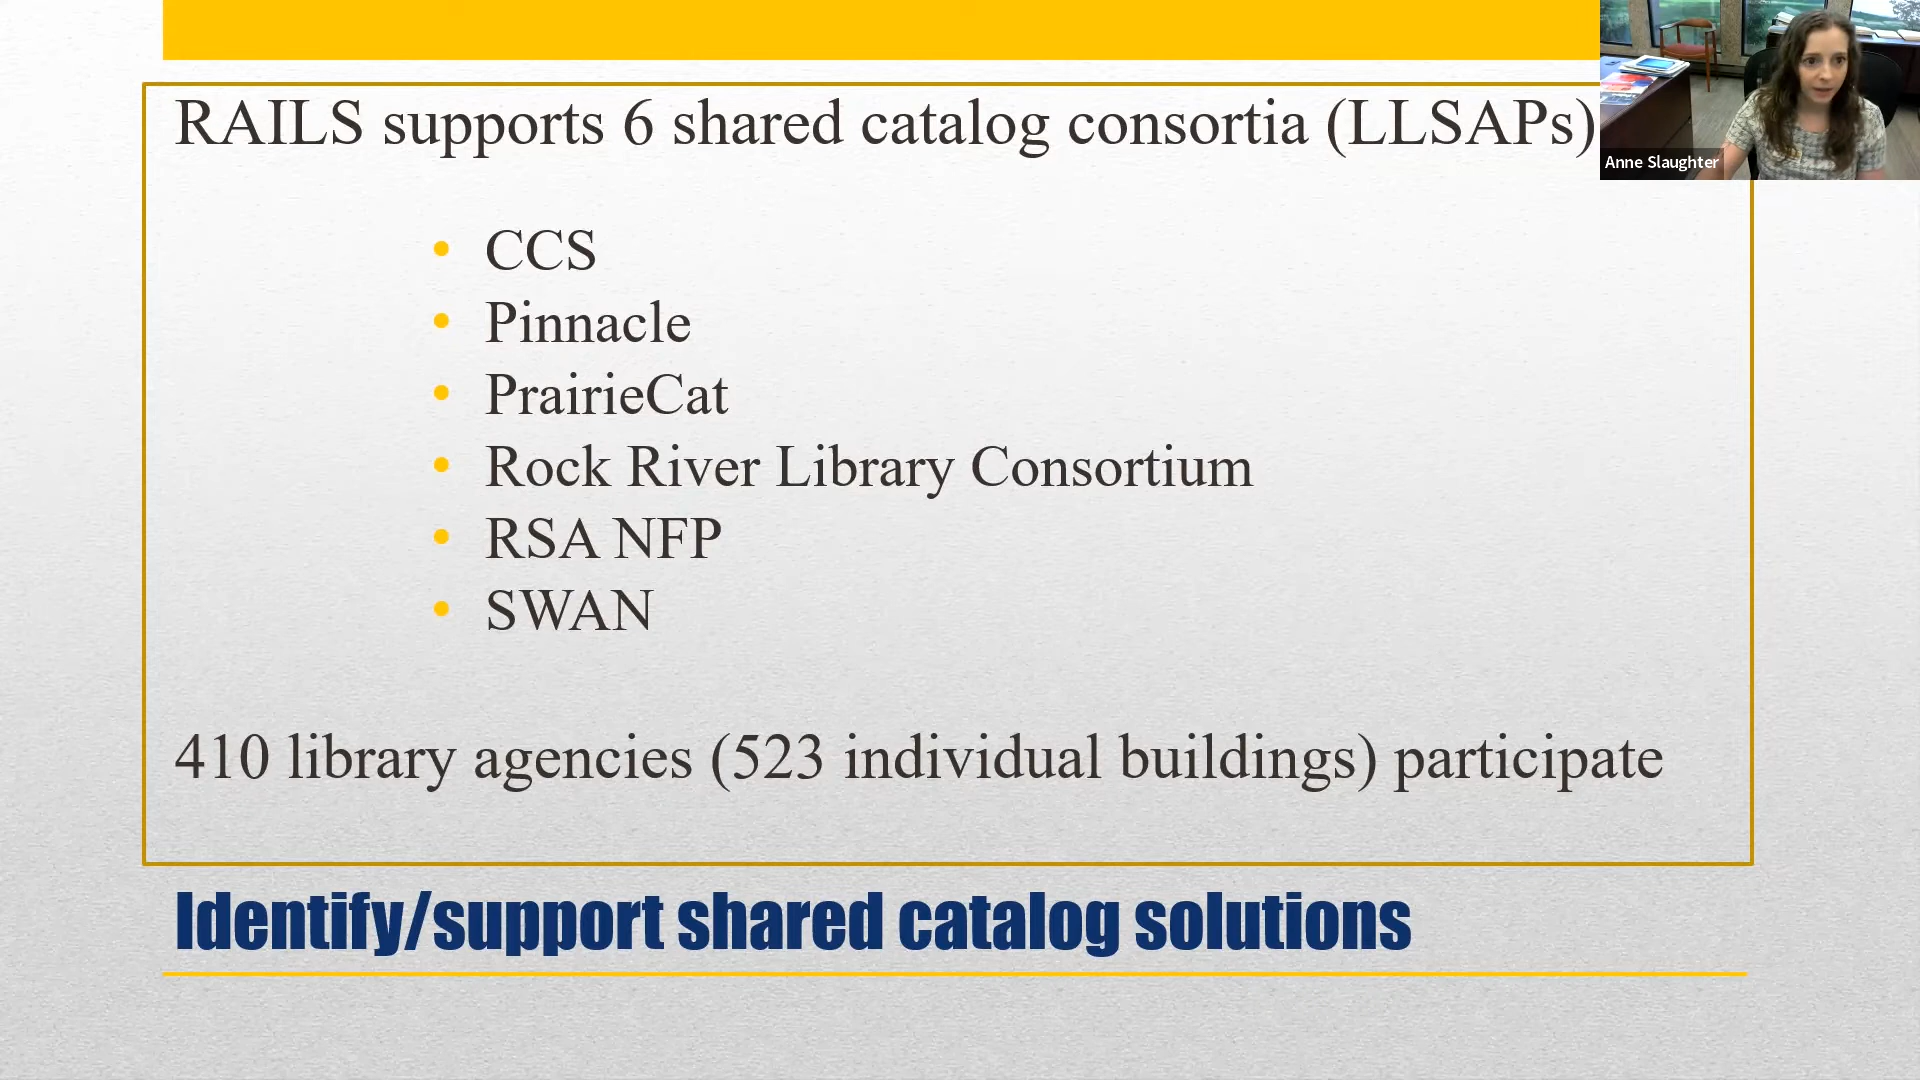 RAILS supports 6 shared catalog consortia (LLSAPs)
Anne Slaughter
• CCS
• Pinnacle
• PrairieCat
• Rock River Library Consortium
• RSA NFP
• SWAN
410 library agencies (523 individual buildings) participate
Identify/support shared catalog solutions